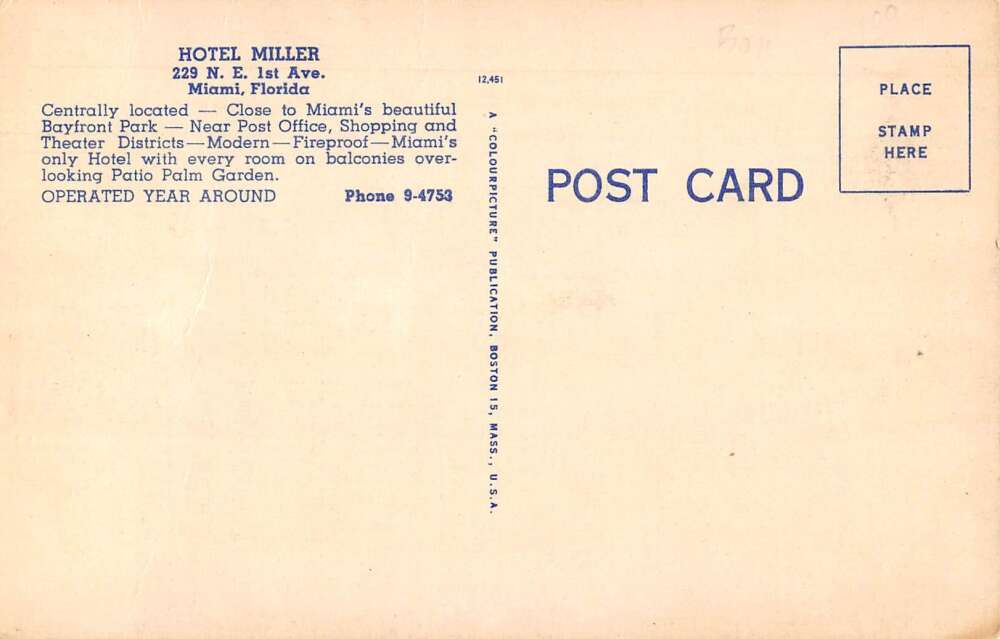 HOTEL MILLER
229 N. E. 1st Ave.
Miami, Florida
Centrally located — Close to Miami's beautiful
Bayfront Park — Near Post Office, Shopping and
Theater Districts—Modern—Fireproof—Miami's
only Hotel with every room on balconies over-
looking Patio Palm Garden.
OPERATED YEAR AROUND Phone 9-4753
12,451
A "COLOURPICTURE" PUBLICATION, BOSTON 15, MASS., U.S.A.
POST CARD
PLACE
STAMP
HERE